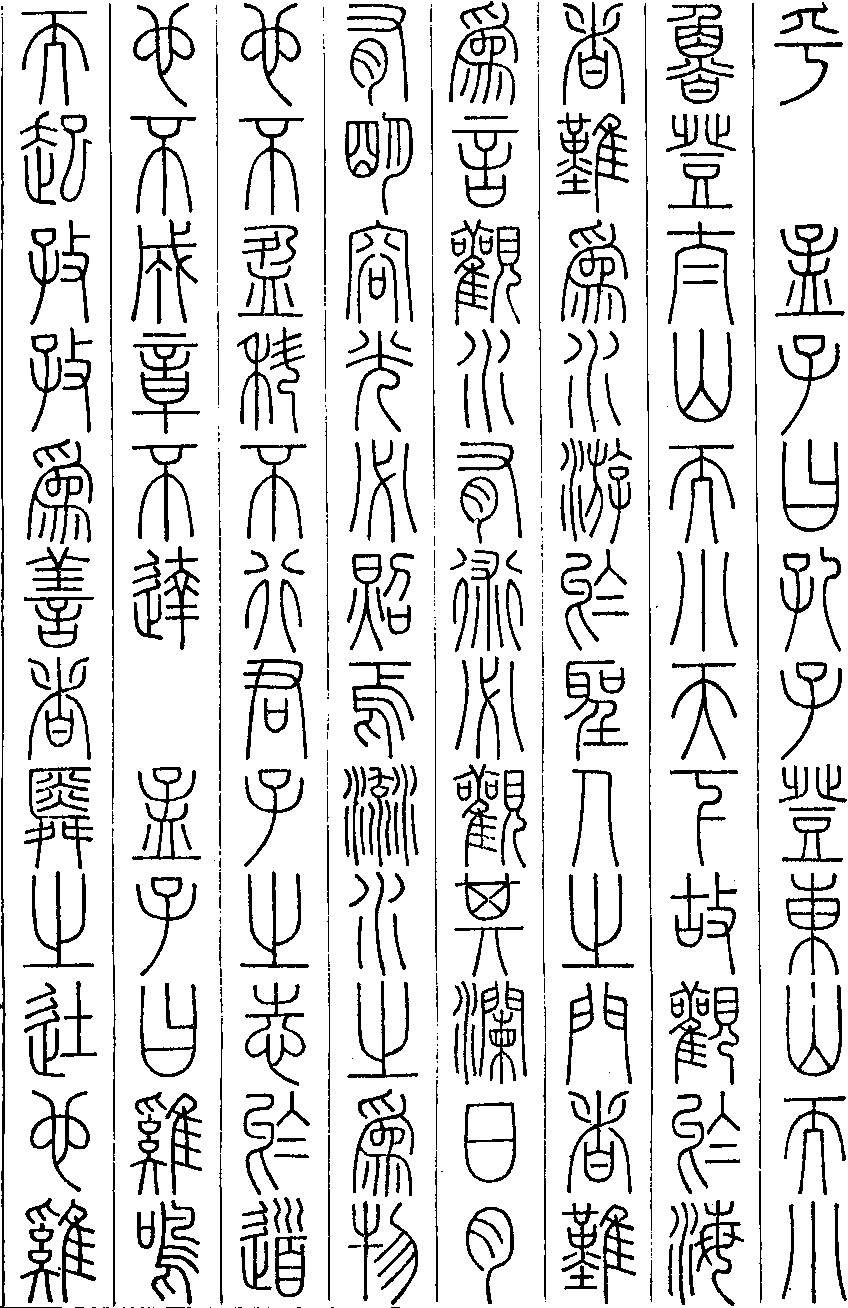 乎　孟子曰孔子登東山而小
魯登太山而小天下故觀於海
者難爲水游於聖人之門者難
爲言觀水有術必觀其瀾日月
有明容光必照焉流水之爲物
也不盈科不行君子之志於道
也不成章不達　孟子曰雞鳴
而起孜孜爲善者舜之徒也雞